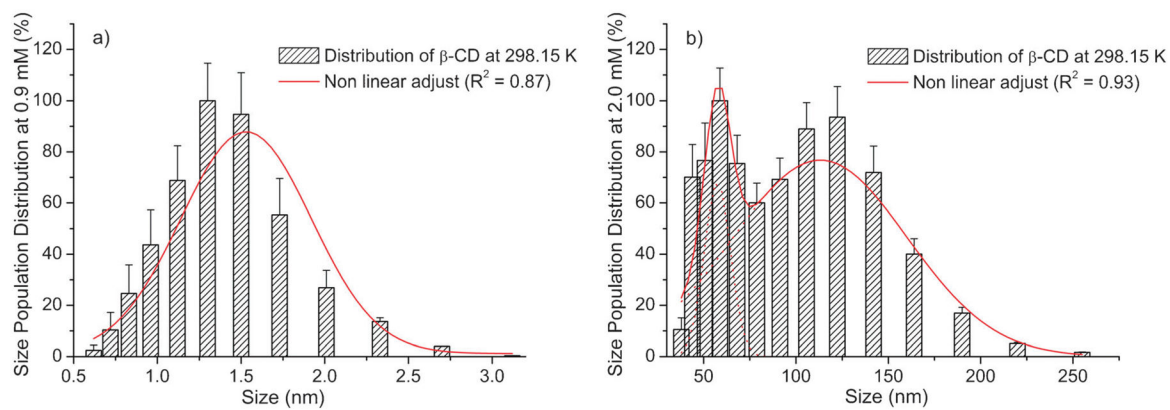 a)
Distribution of β-CD at 298.15 K
Non linear adjust (R² = 0.87)
Size Population Distribution at 0.9 mM (%)
120
100
80
60
40
20
0
0.5 1.0 1.5 2.0 2.5 3.0
Size (nm)
b)
Distribution of β-CD at 298.15 K
Non linear adjust (R² = 0.93)
Size Population Distribution at 2.0 mM (%)
120
100
80
60
40
20
0
50 100 150 200 250
Size (nm)